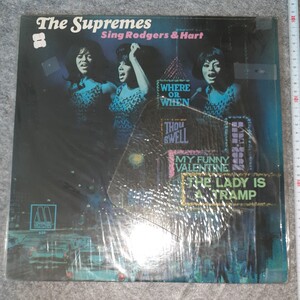 The Supremes
Sing Rodgers & Hart
WHERE
OR
WHEN
THOU
SWELL
MY FUNNY
VALENTINE
THE LADY IS
A TRAMP